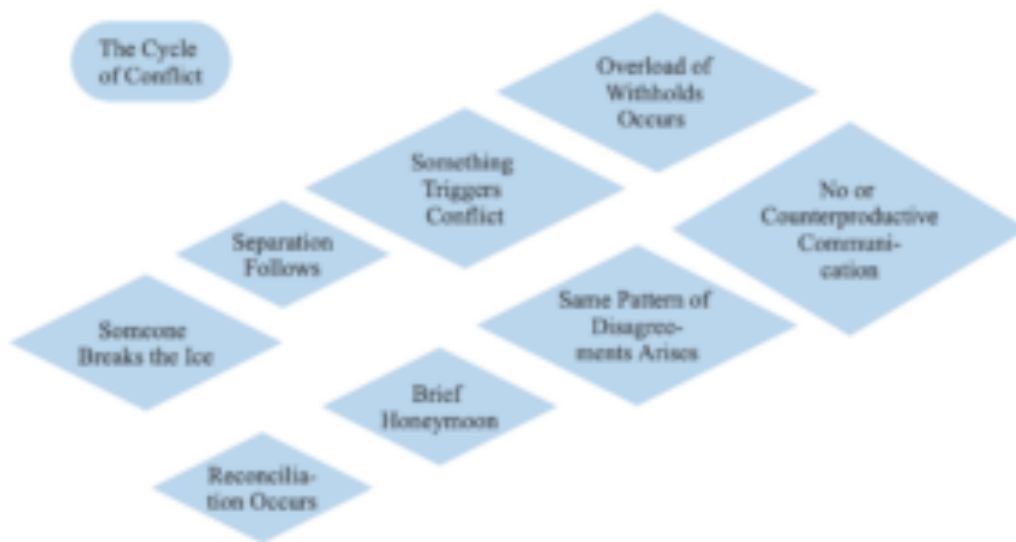 The Cycle
of Conflict
Overload of
Withholds
Occurs
Something
Triggers
Conflict
No or
Counterproductive
Communi-
cation
Separation
Follows
Same Pattern of
Disagree-
ments Arises
Someone
Breaks the Ice
Brief
Honeymoon
Reconcilia-
tion Occurs